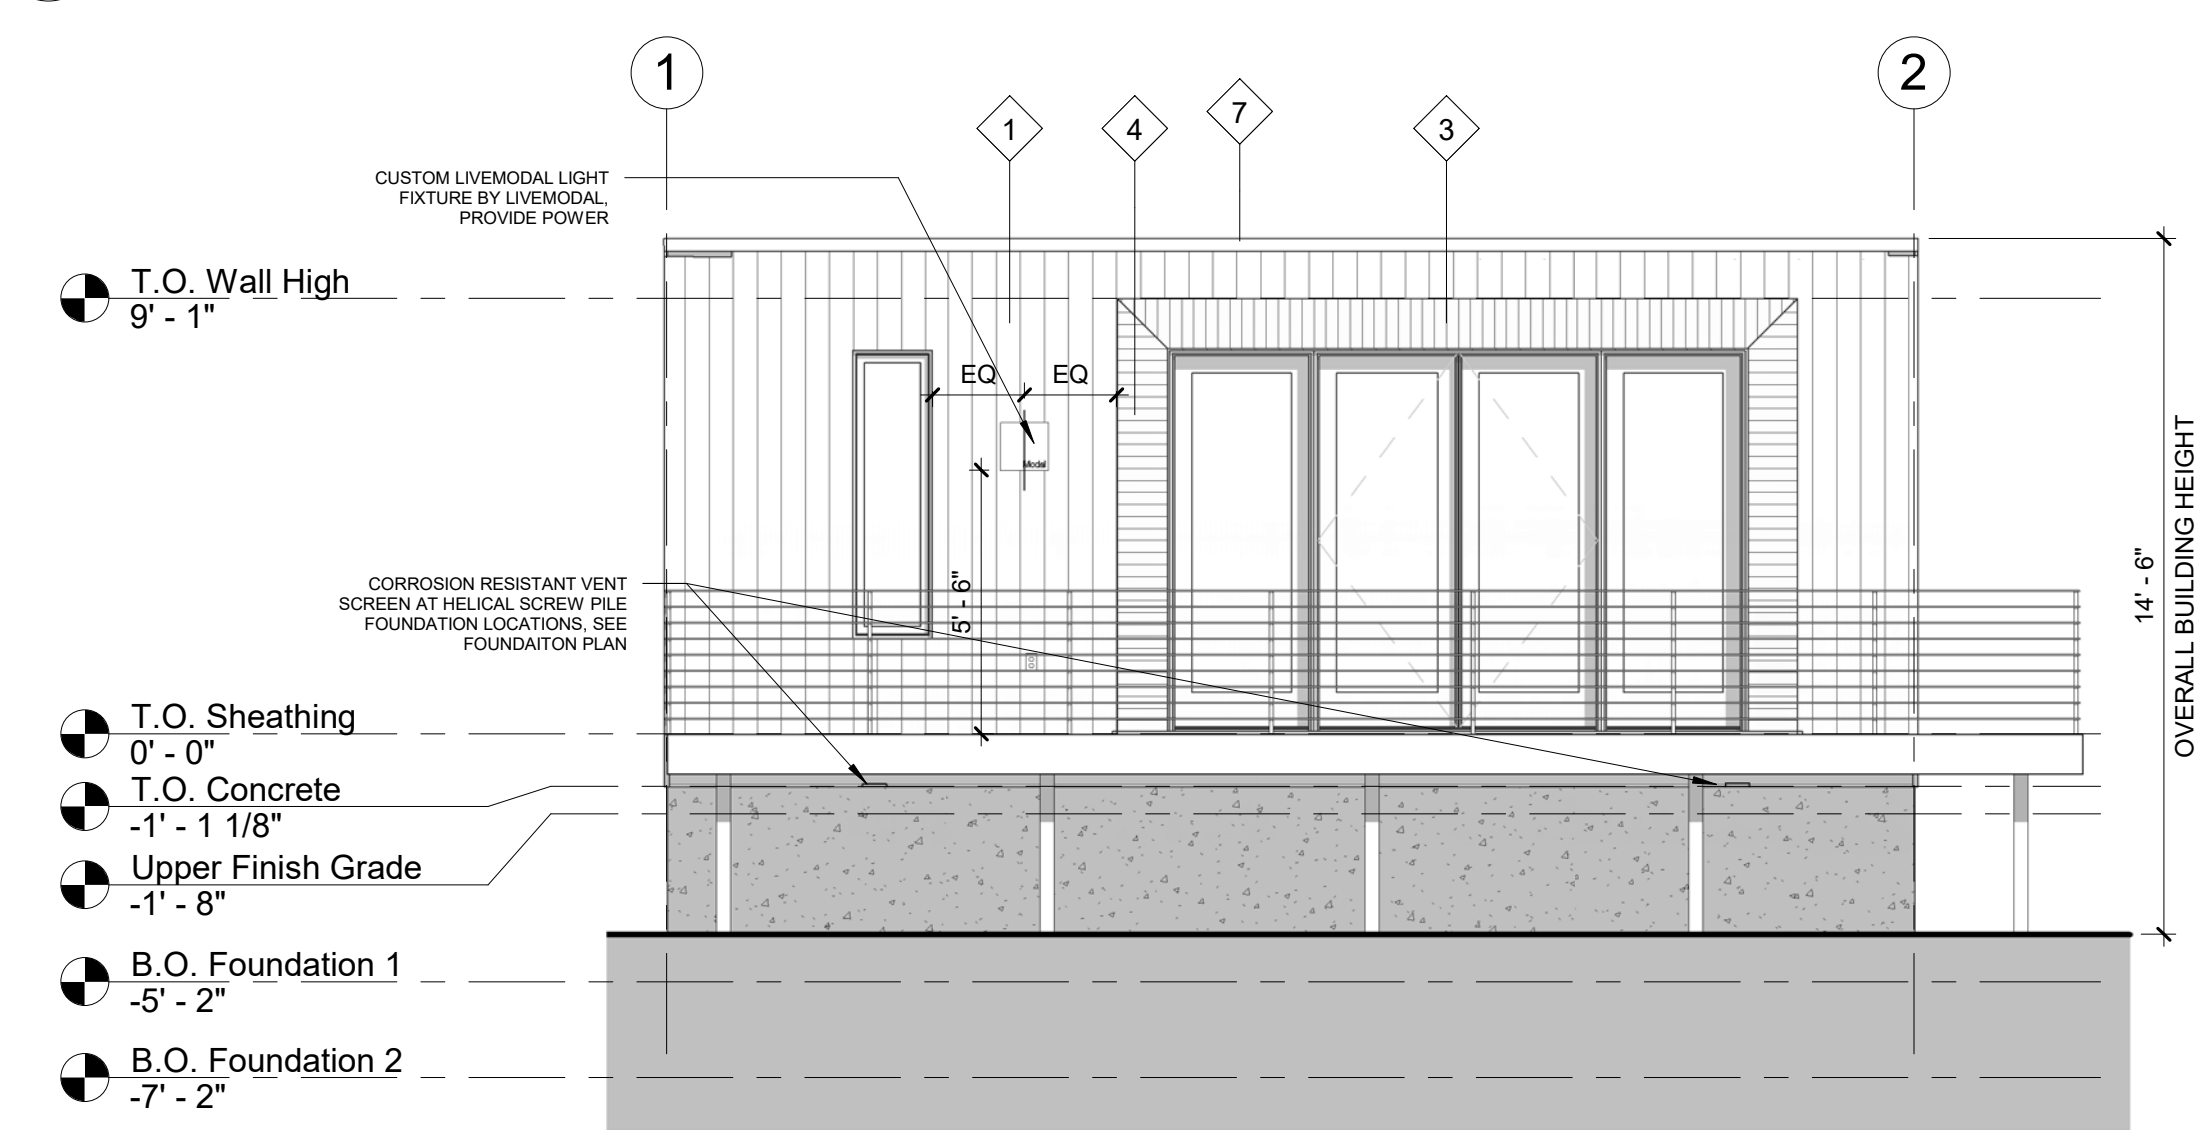 1
2
1
4
7
3
CUSTOM LIVEMODAL LIGHT
FIXTURE BY LIVEMODAL,
PROVIDE POWER
T.O. Wall High
9' - 1"
EQ
EQ
Modal
5' - 6"
CORROSION RESISTANT VENT
SCREEN AT HELICAL SCREW PILE
FOUNDATION LOCATIONS, SEE
FOUNDAITON PLAN
14' - 6"
OVERALL BUILDING HEIGHT
T.O. Sheathing
0' - 0"
T.O. Concrete
-1' - 1 1/8"
Upper Finish Grade
-1' - 8"
B.O. Foundation 1
-5' - 2"
B.O. Foundation 2
-7' - 2"